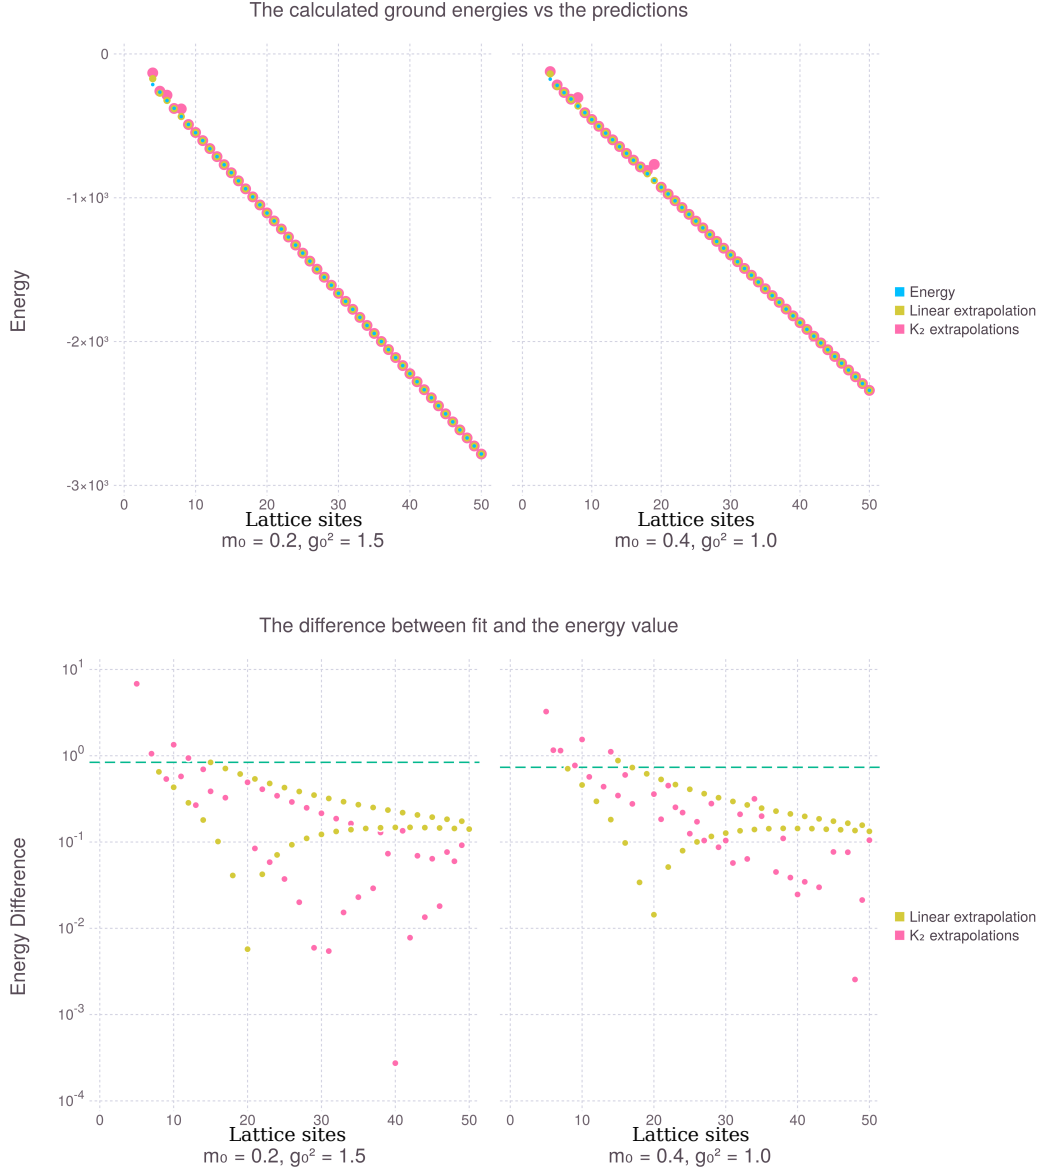 The calculated ground energies vs the predictions
Energy
0
-1×10³
-2×10³
-3×10³
0 10 20 30 40 50
0 10 20 30 40 50
Lattice sites
m₀ = 0.2, g₀² = 1.5
Lattice sites
m₀ = 0.4, g₀² = 1.0
Energy
Linear extrapolation
K₂ extrapolations
The difference between fit and the energy value
Energy Difference
10¹
10⁰
10⁻¹
10⁻²
10⁻³
10⁻⁴
0 10 20 30 40 50
0 10 20 30 40 50
Lattice sites
m₀ = 0.2, g₀² = 1.5
Lattice sites
m₀ = 0.4, g₀² = 1.0
Linear extrapolation
K₂ extrapolations